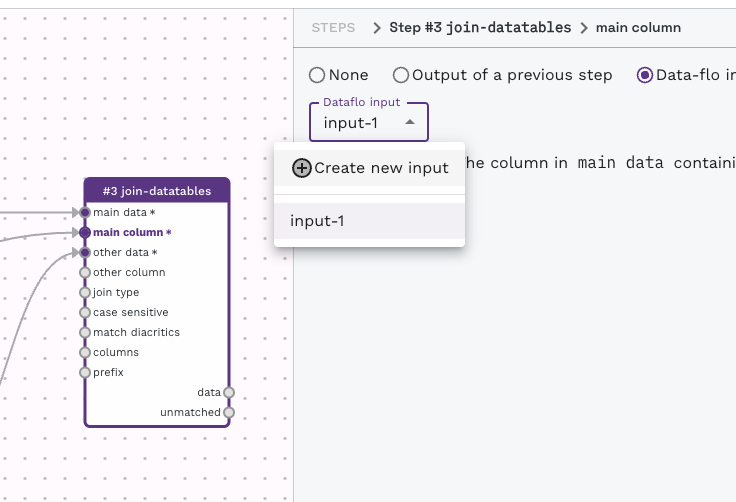 STEPS > Step #3 join-datatables > main column
None Output of a previous step Data-flo in
Dataflo input
input-1
Create new input
he column in main data containi
input-1
#3 join-datatables
main data *
main column *
other data *
other column
join type
case sensitive
match diacritics
columns
prefix
data
unmatched